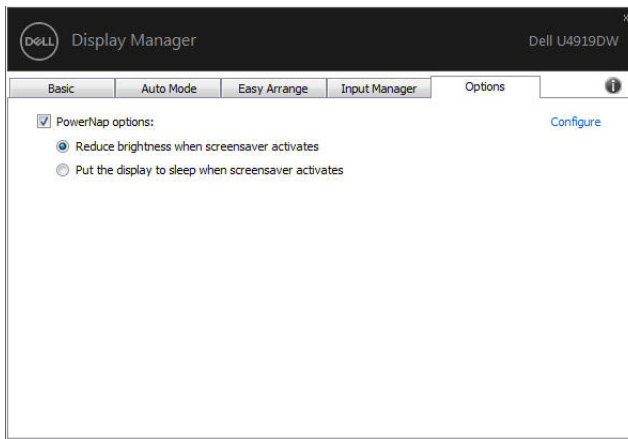 x
DELL Display Manager Dell U4919DW
Basic Auto Mode Easy Arrange Input Manager Options i
PowerNap options: Configure
Reduce brightness when screensaver activates
Put the display to sleep when screensaver activates